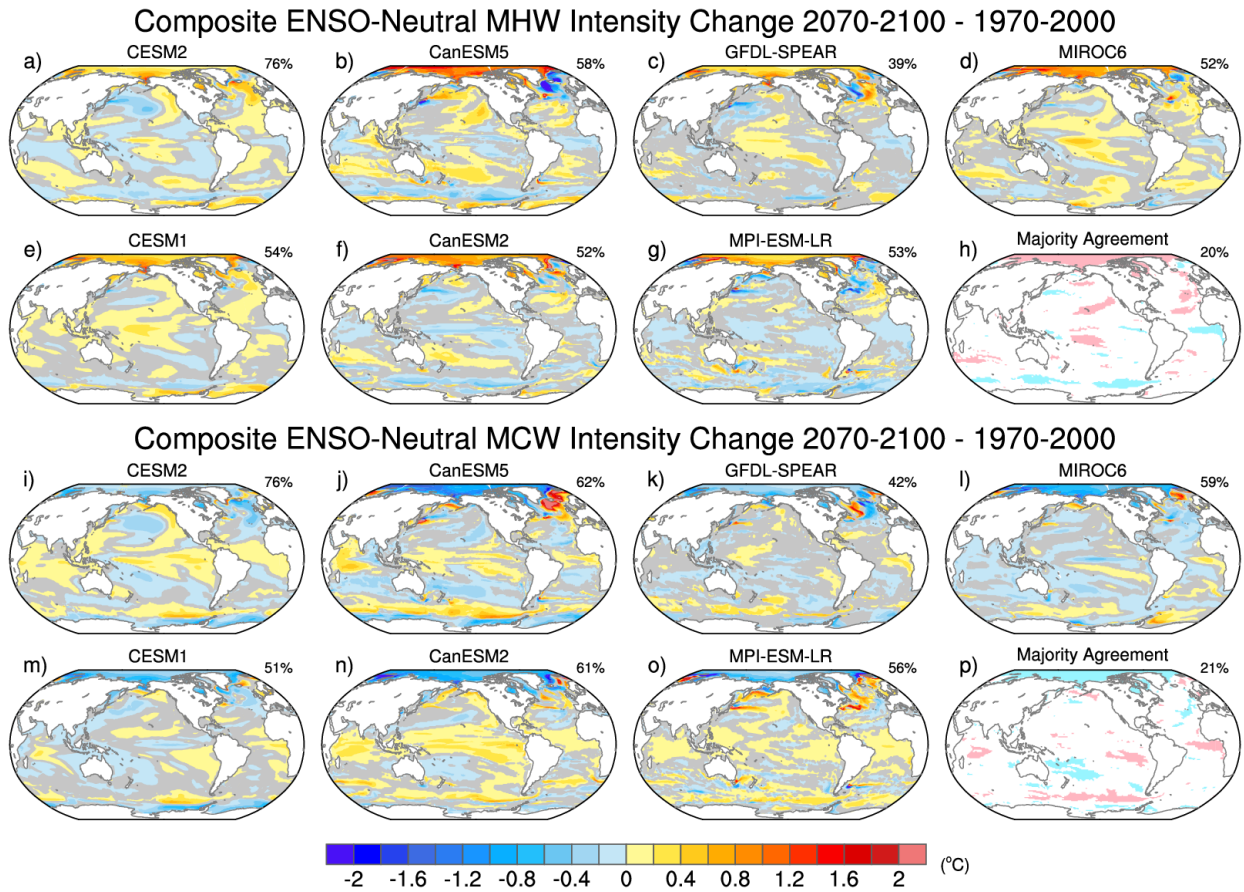 Composite ENSO-Neutral MHW Intensity Change 2070-2100 - 1970-2000
a) CESM2 76% b) CanESM5 58% c) GFDL-SPEAR 39% d) MIROC6 52%
e) CESM1 54% f) CanESM2 52% g) MPI-ESM-LR 53% h) Majority Agreement 20%
Composite ENSO-Neutral MCW Intensity Change 2070-2100 - 1970-2000
i) CESM2 76% j) CanESM5 62% k) GFDL-SPEAR 42% l) MIROC6 59%
m) CESM1 51% n) CanESM2 61% o) MPI-ESM-LR 56% p) Majority Agreement 21%
-2 -1.6 -1.2 -0.8 -0.4 0 0.4 0.8 1.2 1.6 2 (°C)